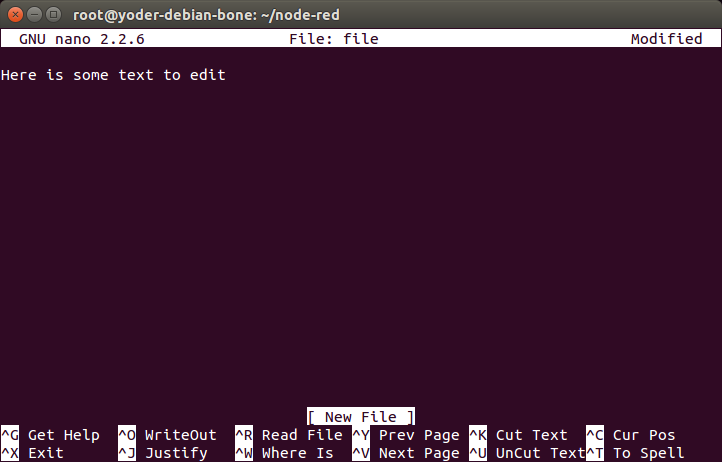 root@yoder-debian-bone: ~/node-red
GNU nano 2.2.6 File: file Modified
Here is some text to edit
[ New File ]
^G Get Help ^O WriteOut ^R Read File ^Y Prev Page ^K Cut Text ^C Cur Pos
^X Exit ^J Justify ^W Where Is ^V Next Page ^U UnCut Text ^T To Spell